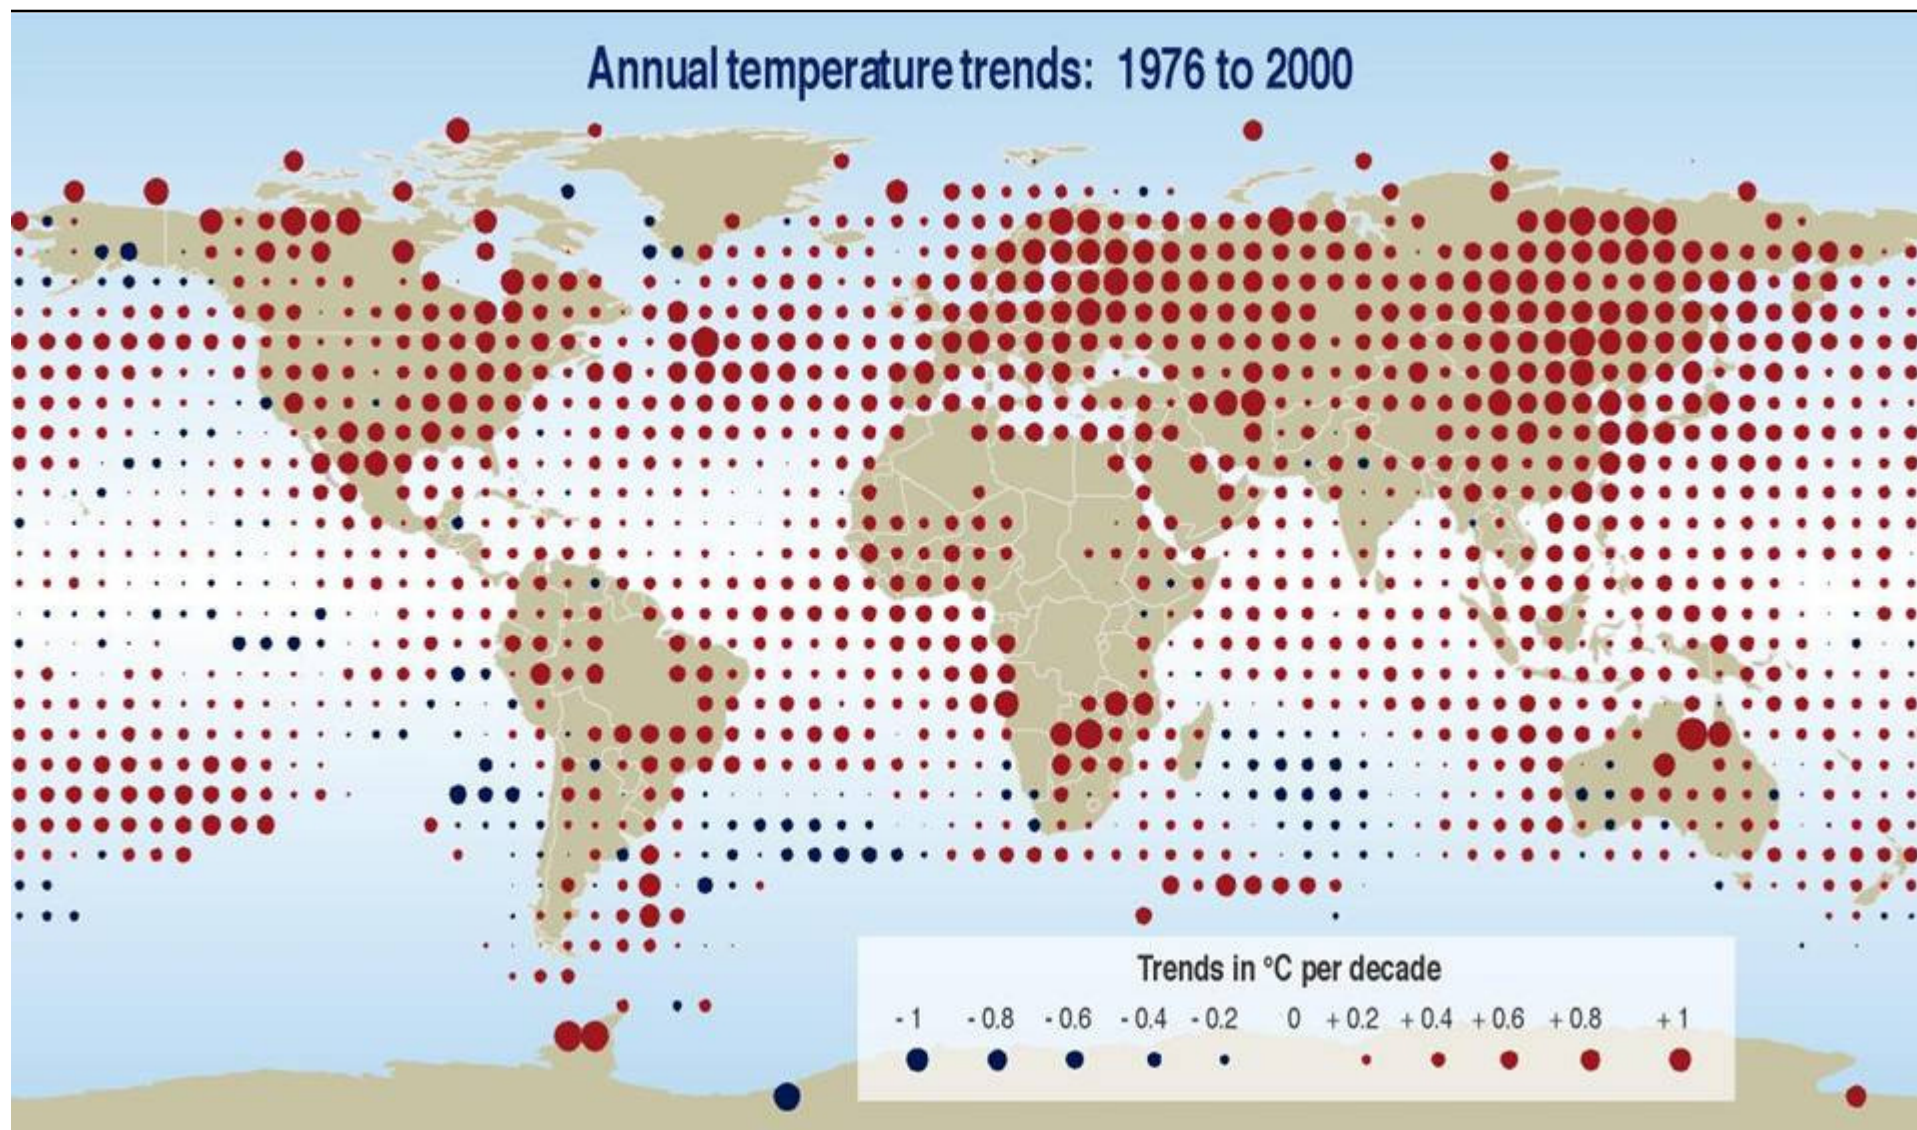 Annual temperature trends: 1976 to 2000
Trends in °C per decade
- 1 - 0.8 - 0.6 - 0.4 - 0.2 0 + 0.2 + 0.4 + 0.6 + 0.8 + 1